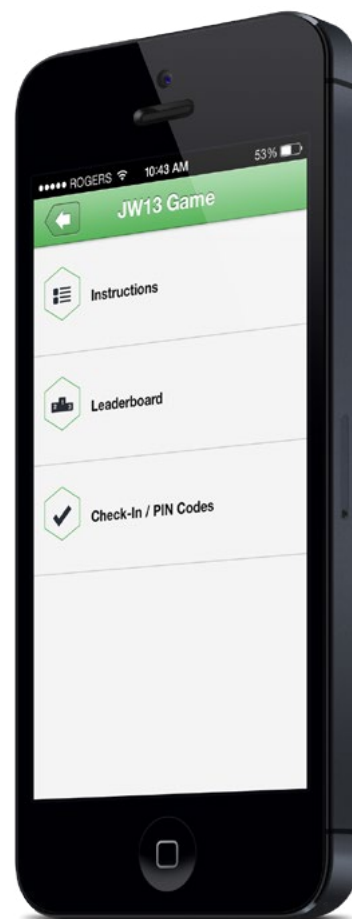 ●●●●● ROGERS 10:43 AM 53%
JW13 Game
Instructions
Leaderboard
Check-In / PIN Codes